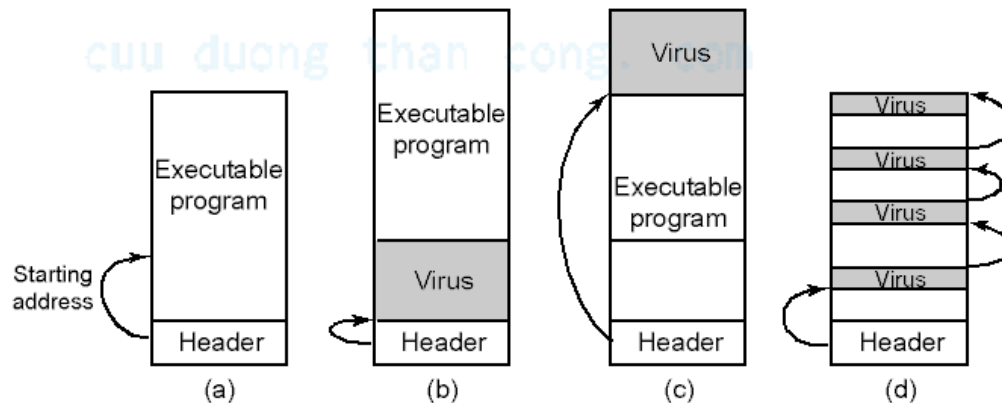 cuu duong than cong. com
Executable
program
Starting
address
Header
(a)
Executable
program
Virus
Header
(b)
Virus
Executable
program
Header
(c)
Virus
Virus
Virus
Virus
Header
(d)